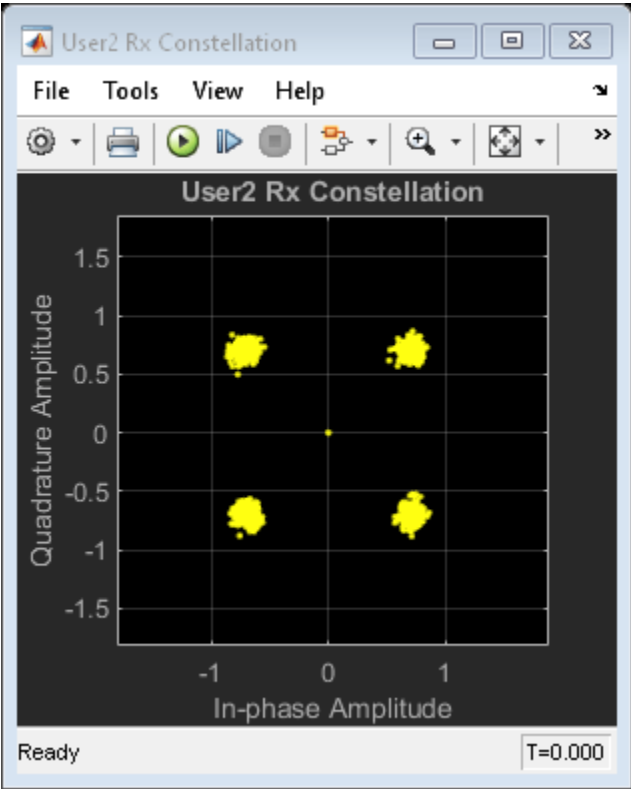 User2 Rx Constellation
File Tools View Help
»
User2 Rx Constellation
1.5
1
0.5
0
-0.5
-1
-1.5
Quadrature Amplitude
-1 0 1
In-phase Amplitude
Ready T=0.000